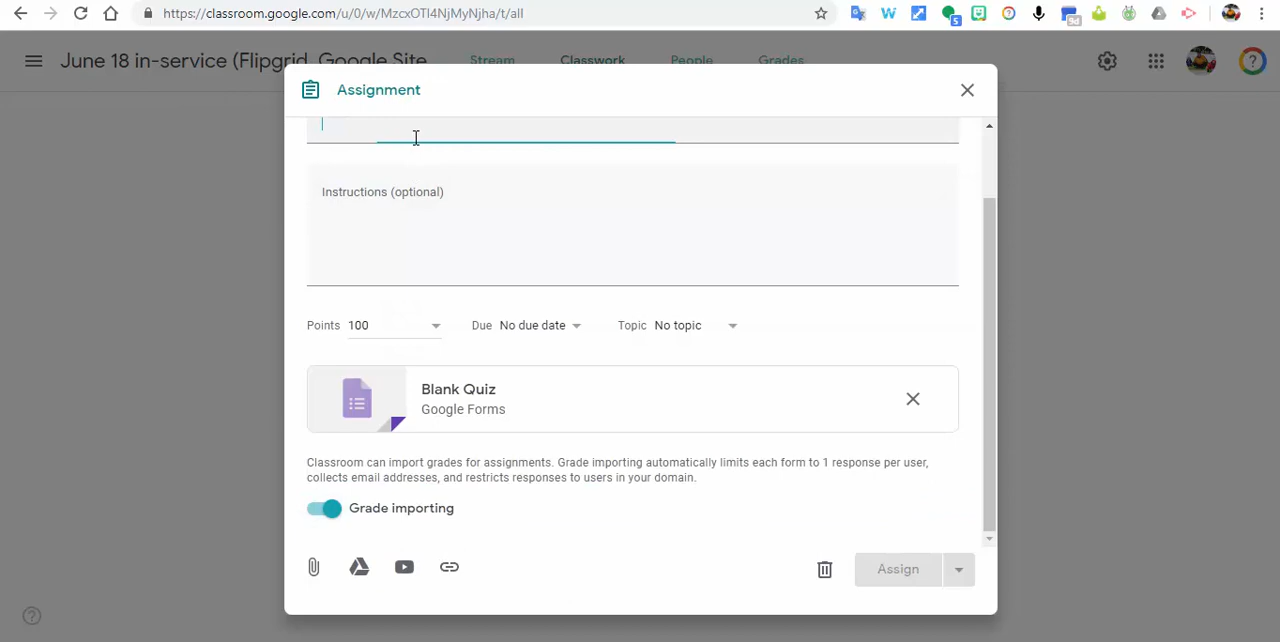 https://classroom.google.com/u/0/w/MzcxOTI4NjMyNjha/t/all
W
5
9d
June 18 in-service (Flipgrid, Google Site
Stream
Classwork
People
Grades
?
Assignment
Instructions (optional)
Points 100
Due No due date
Topic No topic
Blank Quiz
Google Forms
Classroom can import grades for assignments. Grade importing automatically limits each form to 1 response per user,
collects email addresses, and restricts responses to users in your domain.
Grade importing
Assign
?